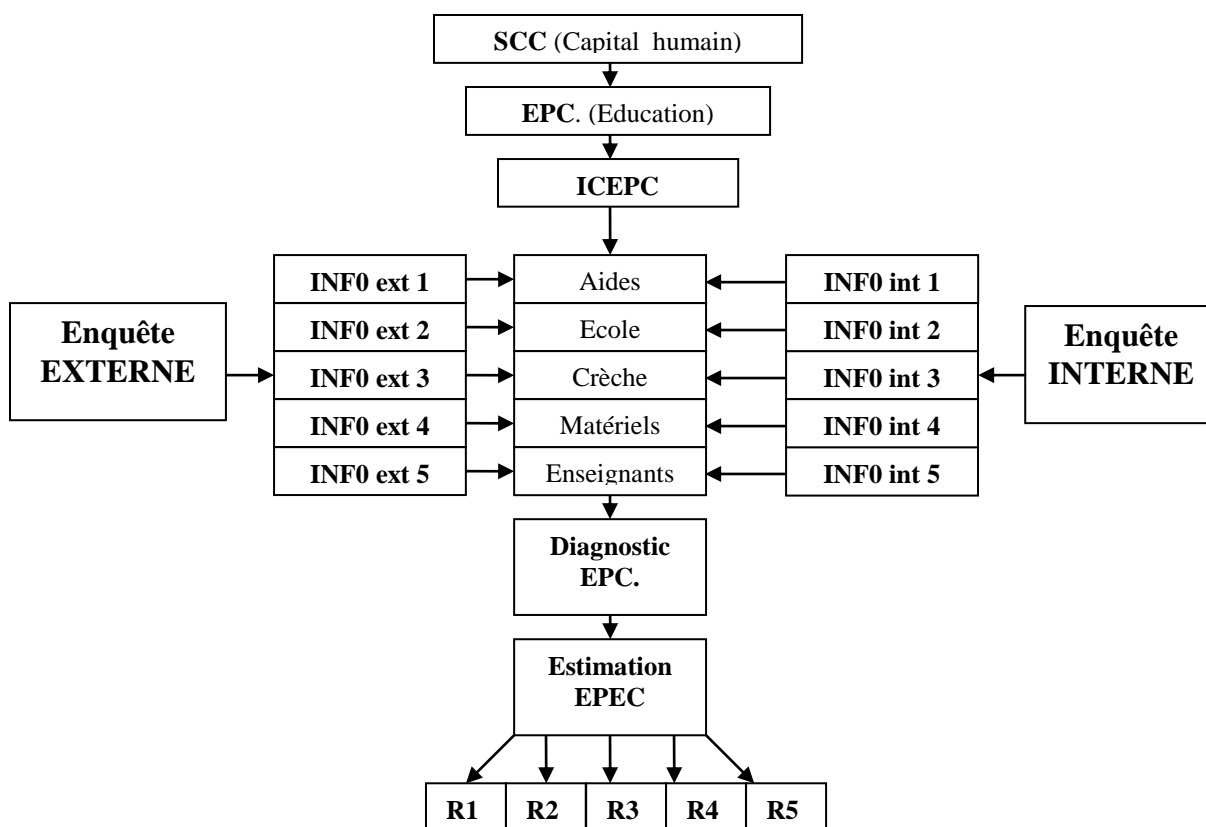 SCC (Capital humain)
EPC. (Education)
ICEPC
INF0 ext 1
Aides
INF0 int 1
Enquête
EXTERNE
INF0 ext 2
Ecole
INF0 int 2
Enquête
INTERNE
INF0 ext 3
Crèche
INF0 int 3
INF0 ext 4
Matériels
INF0 int 4
INF0 ext 5
Enseignants
INF0 int 5
Diagnostic
EPC.
Estimation
EPEC
R1 R2 R3 R4 R5